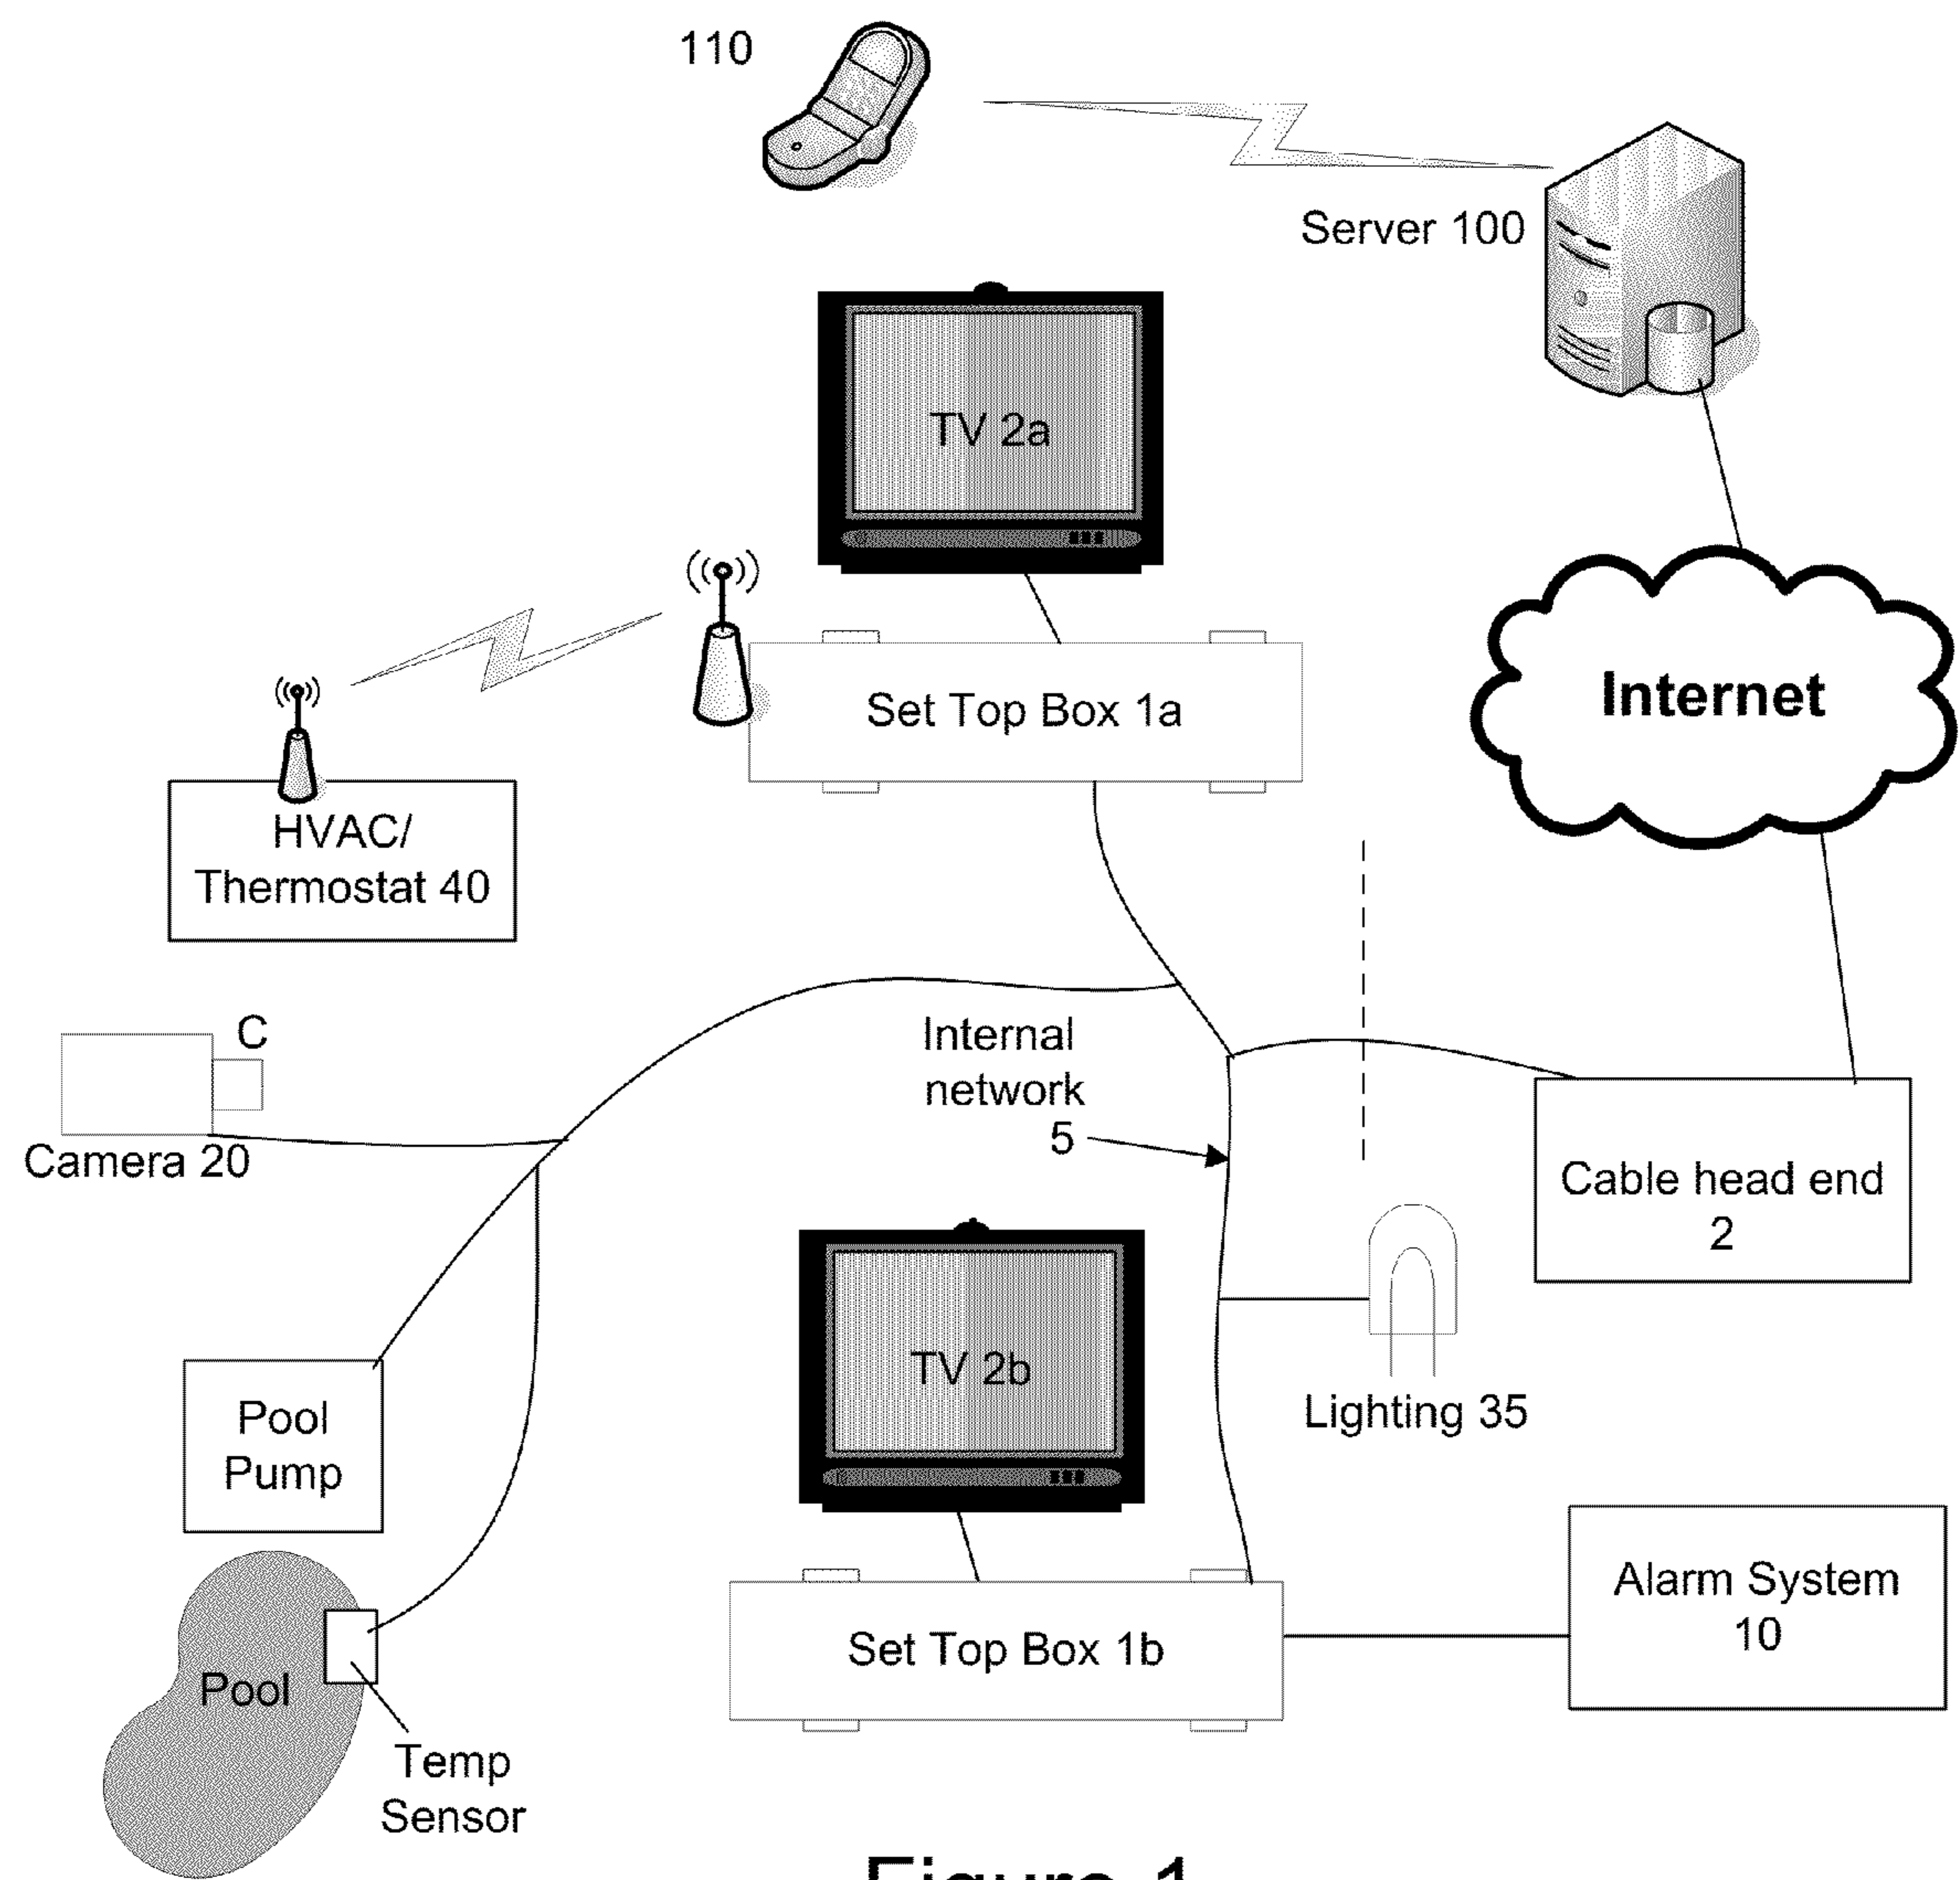 110
Server 100
TV 2a
Internet
Set Top Box 1a
HVAC/
Thermostat 40
C
Camera 20
Internal
network
5
Cable head end
2
TV 2b
Lighting 35
Pool
Pump
Alarm System
10
Set Top Box 1b
Pool
Temp
Sensor
Figure 1